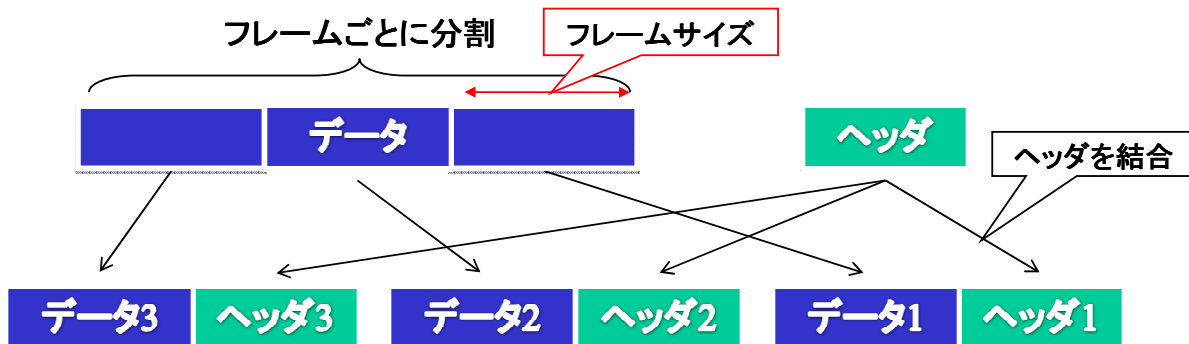 フレームごとに分割
フレームサイズ
データ
ヘッダ
ヘッダを結合
データ3
ヘッダ3
データ2
ヘッダ2
データ1
ヘッダ1